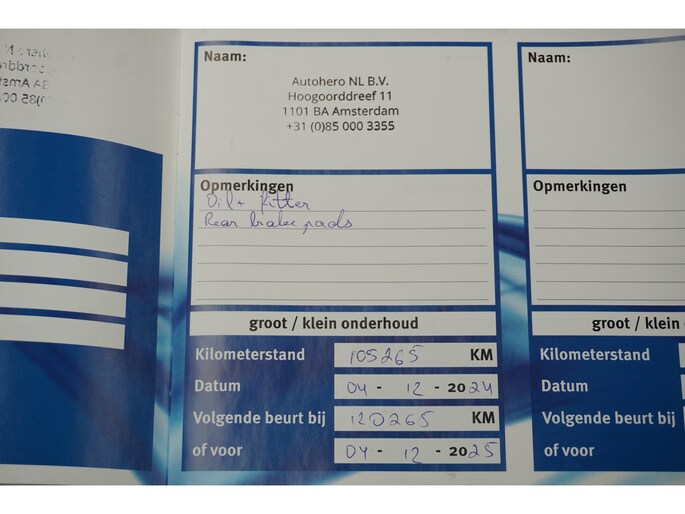 Naam:
Autohero NL B.V.
Hoogoorddreef 11
1101 BA Amsterdam
+31 (0)85 000 3355
Opmerkingen
Oil + filter
Rear brake pads
groot / klein onderhoud
Kilometerstand 105265 KM
Datum 04 - 12 - 2024
Volgende beurt bij 120265 KM
of voor 04 - 12 - 2025
Naam:
Opmerkingen
groot / klein
Kilometerstand
Datum
Volgende beurt bij
of voor